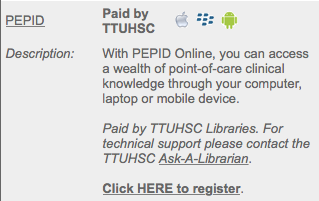 PEPID Paid by
TTUHSC
Description: With PEPID Online, you can access
a wealth of point-of-care clinical
knowledge through your computer,
laptop or mobile device.
Paid by TTUHSC Libraries. For
technical support please contact the
TTUHSC Ask-A-Librarian.
Click HERE to register.